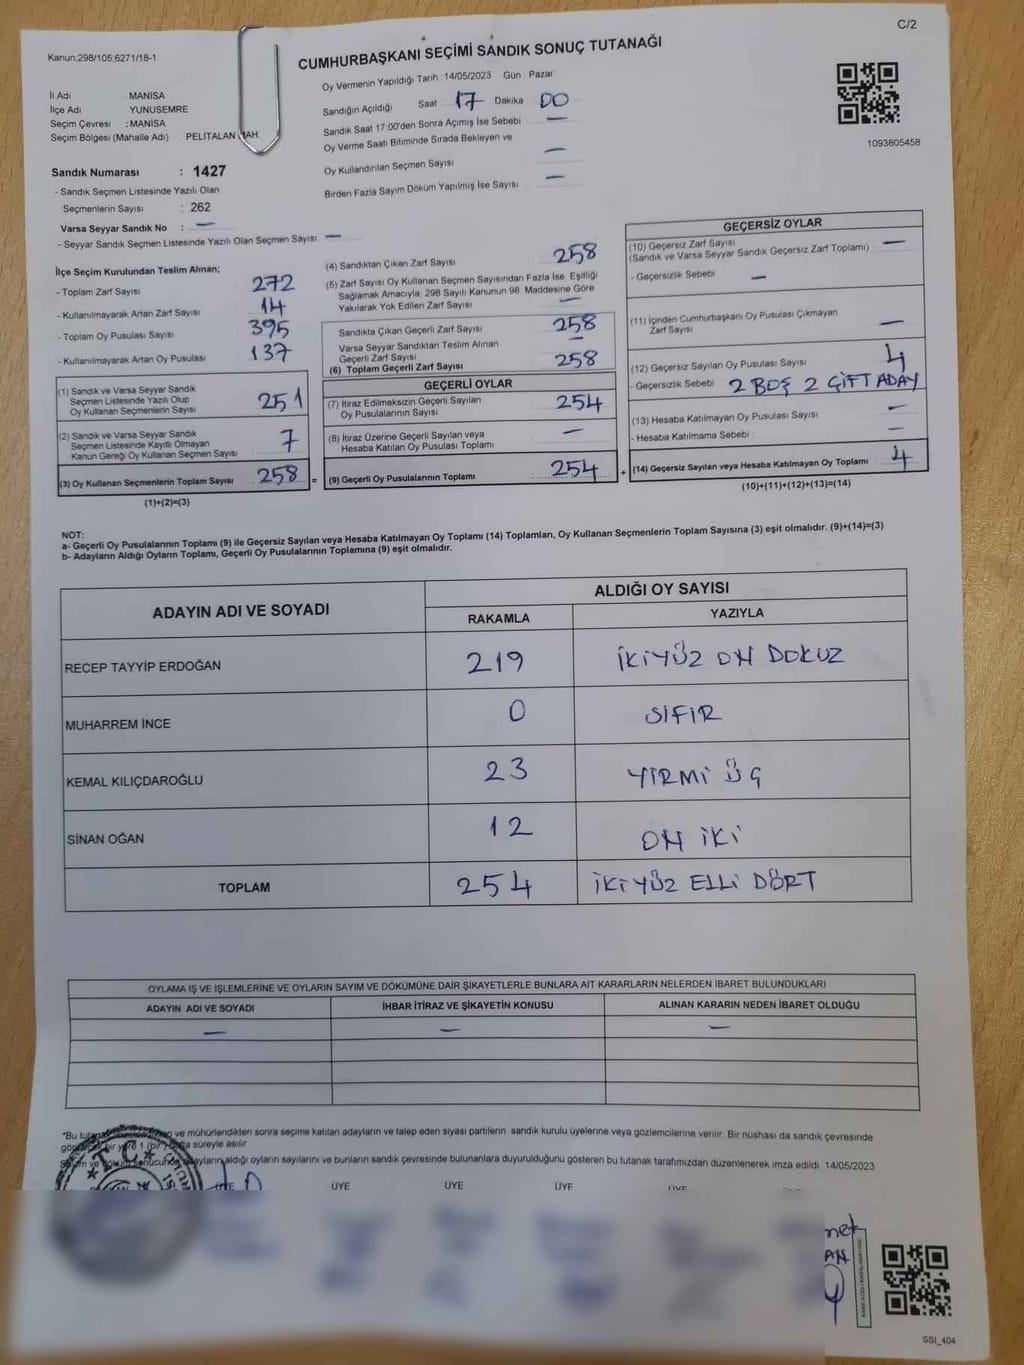 C/2
Kanun:298/105;6271/18-1
CUMHURBAŞKANI SEÇİMİ SANDIK SONUÇ TUTANAĞI
Oy Vermenin Yapıldığı Tarih :14/05/2023 Gün : Pazar
Sandığın Açıldığı Saat : 17 Dakika : 00
Sandık Saat 17:00'den Sonra Açımış İse Sebebi : —
Oy Verme Saati Bitiminde Sırada Bekleyen ve
Oy Kullandırılan Seçmen Sayısı : —
Birden Fazla Sayım Döküm Yapılmış İse Sayısı : —
1093805458
İl Adı : MANİSA
İlçe Adı : YUNUSEMRE
Seçim Çevresi : MANİSA
Seçim Bölgesi (Mahalle Adı) PELİTALAN MAH.
Sandık Numarası : 1427
- Sandık Seçmen Listesinde Yazılı Olan
Seçmenlerin Sayısı : 262
Varsa Seyyar Sandık No : —
- Seyyar Sandık Seçmen Listesinde Yazılı Olan Seçmen Sayısı: —
İlçe Seçim Kurulundan Teslim Alınan;
- Toplam Zarf Sayısı : 272
- Kullanılmayarak Artan Zarf Sayısı : 14
- Toplam Oy Pusulası Sayısı : 395
- Kullanılmayarak Artan Oy Pusulası : 137
(1) Sandık ve Varsa Seyyar Sandık
Seçmen Listesinde Yazılı Olup
Oy Kullanan Seçmenlerin Sayısı : 251
(2) Sandık ve Varsa Seyyar Sandık
Seçmen Listesinde Kayıtlı Olmayan
Kanun Gereği Oy Kullanan Seçmen Sayısı : 7
(3) Oy Kullanan Seçmenlerin Toplam Sayısı : 258 =
(1)+(2)=(3)
(4) Sandıktan Çıkan Zarf Sayısı : 258
(5) Zarf Sayısı Oy Kullanan Seçmen Sayısından Fazla İse, Eşitliği
Sağlamak Amacıyla, 298 Sayılı Kanunun 98. Maddesine Göre
Yakılarak Yok Edilen Zarf Sayısı : —
Sandıkta Çıkan Geçerli Zarf Sayısı : 258
Varsa Seyyar Sandıktan Teslim Alınan
Geçerli Zarf Sayısı : —
(6) Toplam Geçerli Zarf Sayısı : 258
GEÇERLİ OYLAR
(7) İtiraz Edilmeksizin Geçerli Sayılan
Oy Pusulalarının Sayısı : 254
(8) İtiraz Üzerine Geçerli Sayılan veya
Hesaba Katılan Oy Pusulası Toplamı : —
(9) Geçerli Oy Pusulalarının Toplamı : 254 +
GEÇERSİZ OYLAR
(10) Geçersiz Zarf Sayısı
(Sandık ve Varsa Seyyar Sandık Geçersiz Zarf Toplamı) : —
- Geçersizlik Sebebi : —
(11) İçinden Cumhurbaşkanı Oy Pusulası Çıkmayan
Zarf Sayısı : —
(12) Geçersiz Sayılan Oy Pusulası Sayısı : 4
- Geçersizlik Sebebi : 2 BOŞ 2 ÇİFT ADAY
(13) Hesaba Katılmayan Oy Pusulası Sayısı : —
- Hesaba Katılmama Sebebi : —
(14) Geçersiz Sayılan veya Hesaba Katılmayan Oy Toplamı : 4
(10)+(11)+(12)+(13)=(14)
NOT:
a- Geçerli Oy Pusulalarının Toplamı (9) ile Geçersiz Sayılan veya Hesaba Katılmayan Oy Toplamı (14) Toplamları, Oy Kullanan Seçmenlerin Toplam Sayısına (3) eşit olmalıdır. (9)+(14)=(3)
b- Adayların Aldığı Oyların Toplamı, Geçerli Oy Pusulalarının Toplamına (9) eşit olmalıdır.
ADAYIN ADI VE SOYADI
ALDIĞI OY SAYISI
RAKAMLA YAZIYLA
RECEP TAYYİP ERDOĞAN 219 İKİYÜZ ON DOKUZ
MUHARREM İNCE 0 SIFIR
KEMAL KILIÇDAROĞLU 23 YİRMİ ÜÇ
SİNAN OĞAN 12 ON İKİ
TOPLAM 254 İKİ YÜZ ELLİ DÖRT
OYLAMA İŞ VE İŞLEMLERİNE VE OYLARIN SAYIM VE DÖKÜMÜNE DAİR ŞİKAYETLERLE BUNLARA AİT KARARLARIN NELERDEN İBARET BULUNDUKLARI
ADAYIN ADI VE SOYADI İHBAR İTİRAZ VE ŞİKAYETİN KONUSU ALINAN KARARIN NEDEN İBARET OLDUĞU
— — —
*Bu ve mühürlendikten sonra seçime katılan adayların ve talep eden siyasi partilerin sandık kurulu üyelerine veya gözlemcilerine verilir. Bir nüshası da sandık çevresinde
bir yere 1 (bir) hafta süreyle asılır
adayların aldığı oyların sayılarını ve bunların sandık çevresinde bulunanlara duyurulduğunu gösteren bu tutanak tarafımızdan düzenlenerek imza edildi. 14/05/2023
ÜYE ÜYE ÜYE ÜYE ÜYE
T.C.
SSI_404